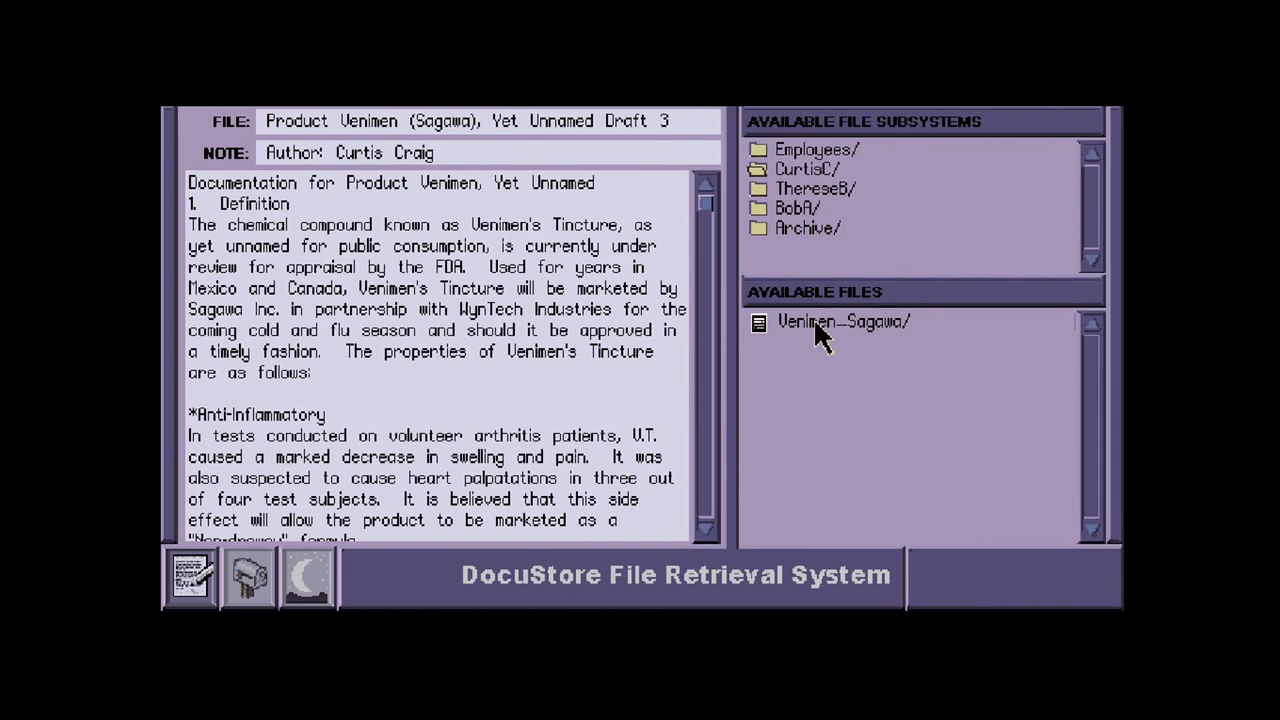 FILE: Product Venimen (Sagawa), Yet Unnamed Draft 3
NOTE: Author: Curtis Craig
Documentation for Product Venimen, Yet Unnamed
1. Definition
The chemical compound known as Venimen's Tincture, as
yet unnamed for public consumption, is currently under
review for appraisal by the FDA. Used for years in
Mexico and Canada, Venimen's Tincture will be marketed by
Sagawa Inc. in partnership with WynTech Industries for the
coming cold and flu season and should it be approved in
a timely fashion. The properties of Venimen's Tincture
are as follows:
*Anti-Inflammatory
In tests conducted on volunteer arthritis patients, V.T.
caused a marked decrease in swelling and pain. It was
also suspected to cause heart palpatations in three out
of four test subjects. It is believed that this side
effect will allow the product to be marketed as a
"Non-drowsy" formula
AVAILABLE FILE SUBSYSTEMS
Employees/
CurtisC/
ThereseB/
BobA/
Archive/
AVAILABLE FILES
Venimen_Sagawa/
DocuStore File Retrieval System